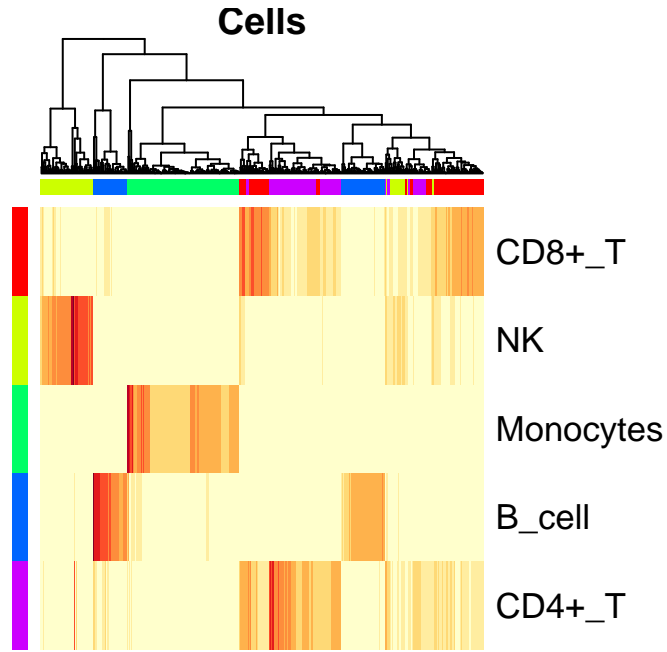 Cells
CD8+_T
NK
Monocytes
B_cell
CD4+_T